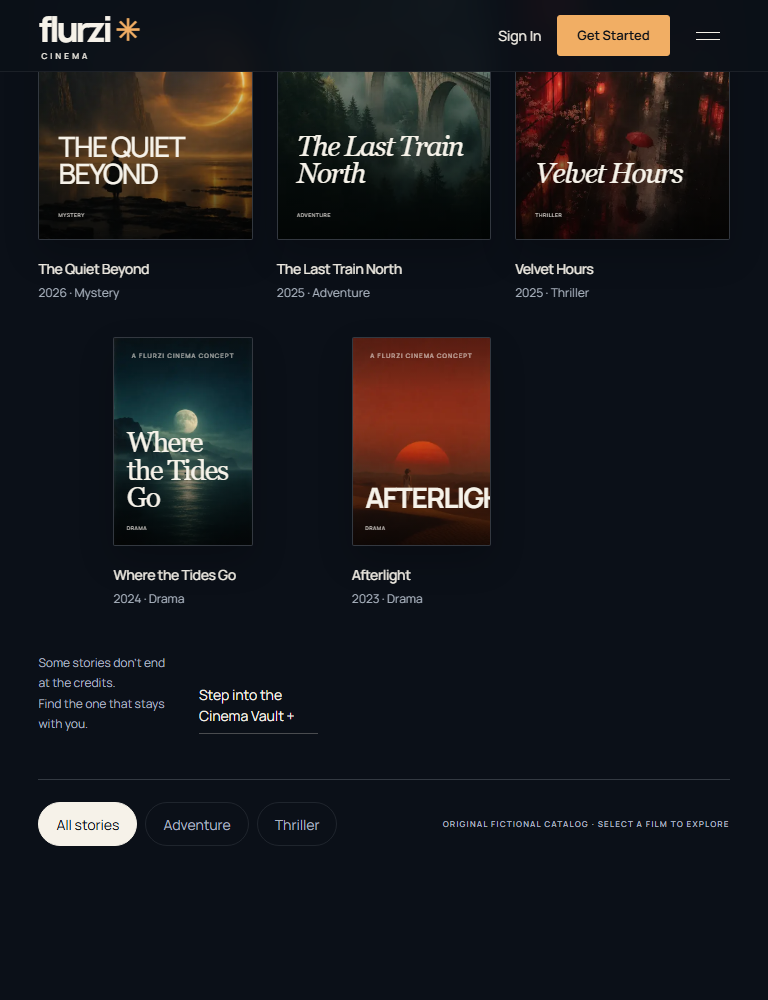 flurzi
CINEMA
Sign In
Get Started
THE QUIET
BEYOND
MYSTERY
The Last Train
North
ADVENTURE
Velvet Hours
THRILLER
The Quiet Beyond
2026 · Mystery
The Last Train North
2025 · Adventure
Velvet Hours
2025 · Thriller
A FLURZI CINEMA CONCEPT
Where
the Tides
Go
DRAMA
A FLURZI CINEMA CONCEPT
AFTERLIGH
DRAMA
Where the Tides Go
2024 · Drama
Afterlight
2023 · Drama
Some stories don't end
at the credits.
Find the one that stays
with you.
Step into the
Cinema Vault +
All stories
Adventure
Thriller
ORIGINAL FICTIONAL CATALOG · SELECT A FILM TO EXPLORE